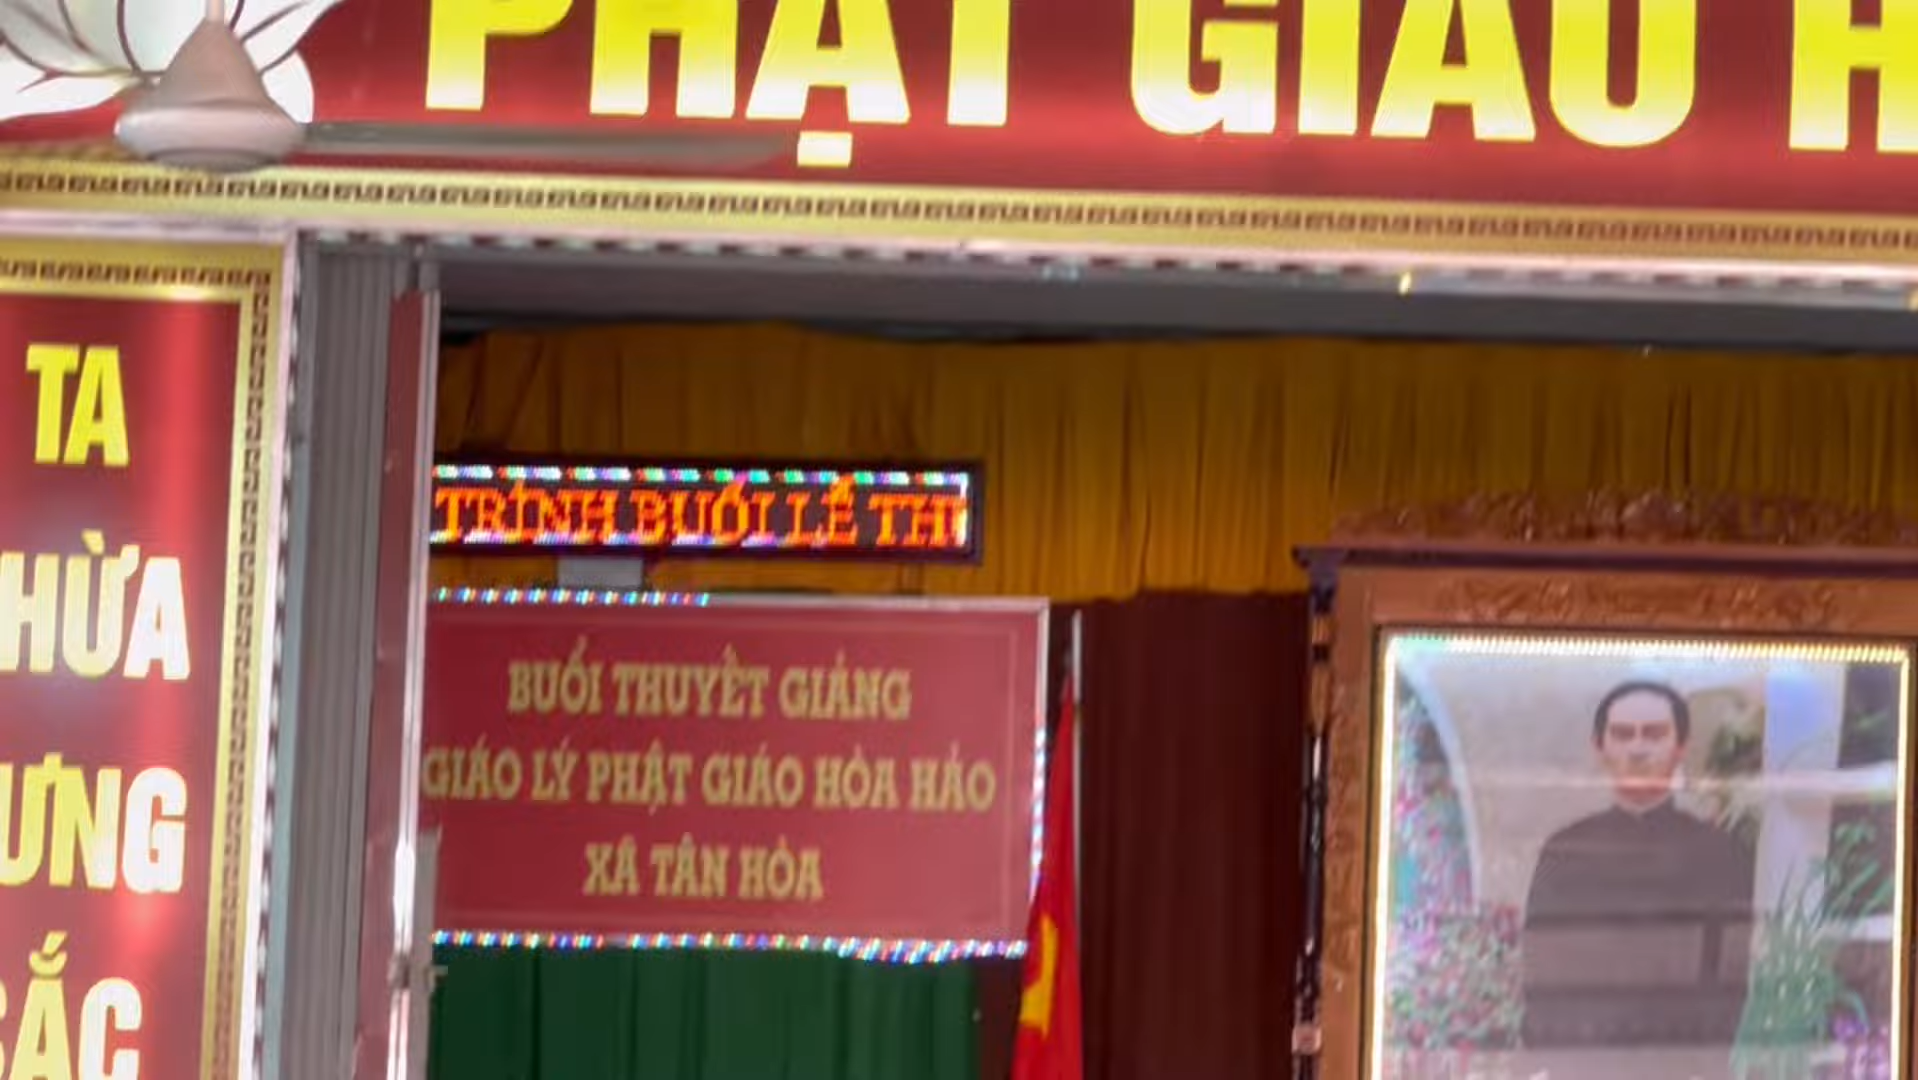 PHẬT GIÁO H
TA
HỪA
ƯNG
SẮC
TRÌNH BUỔI LỄ TH
BUỔI THUYẾT GIẢNG
GIÁO LÝ PHẬT GIÁO HÒA HẢO
XÃ TÂN HÒA